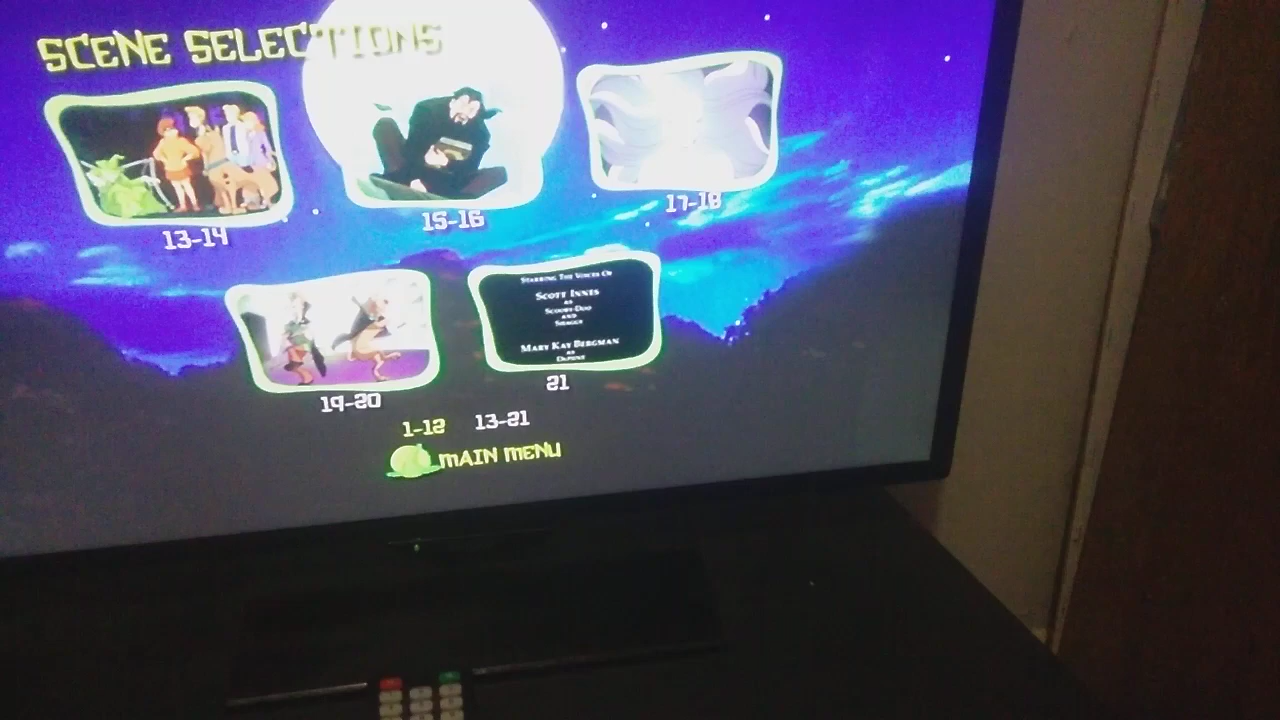 SCENE SELECTIONS
13-14
15-16
17-18
STARRING THE VOICES OF
SCOTT INNES
AS
SCOOBY-DOO
AND
SHAGGY
MARY KAY BERGMAN
AS
DAPHNE
19-20
21
1-12 13-21
MAIN MENU